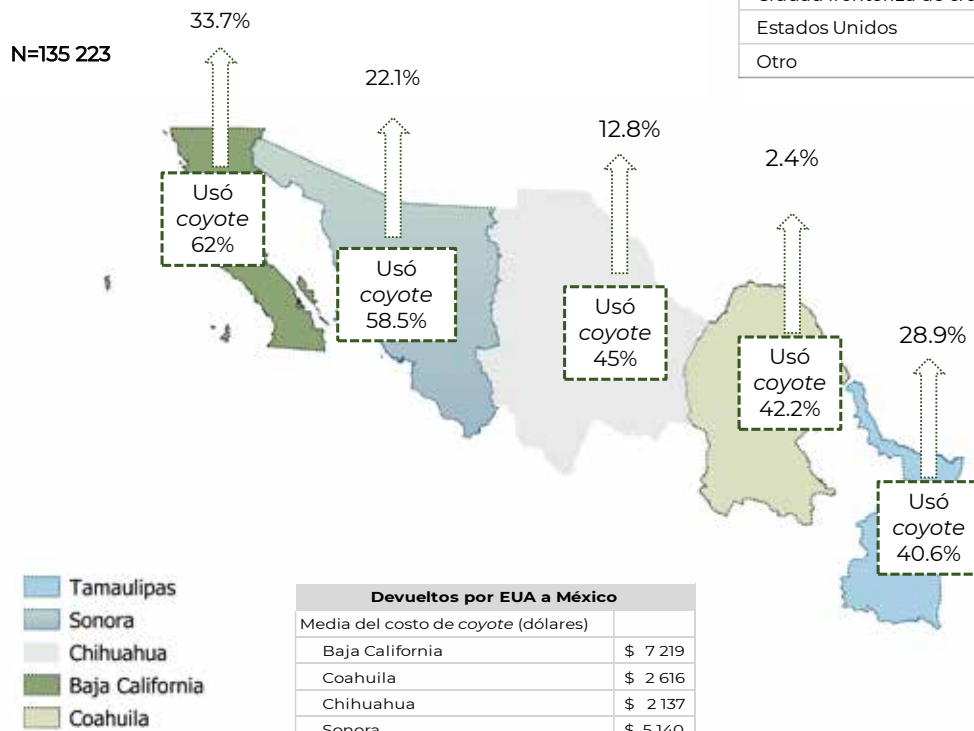 33.7%
N=135 223
Estados Unidos
Otro
22.1%
12.8%
2.4%
28.9%
Usó
coyote
62%
Usó
coyote
58.5%
Usó
coyote
45%
Usó
coyote
42.2%
Usó
coyote
40.6%
Tamaulipas
Sonora
Chihuahua
Baja California
Coahuila
Devueltos por EUA a México
Media del costo de coyote (dólares)
Baja California $ 7 219
Coahuila $ 2 616
Chihuahua $ 2 137
Sonora $ 5 140